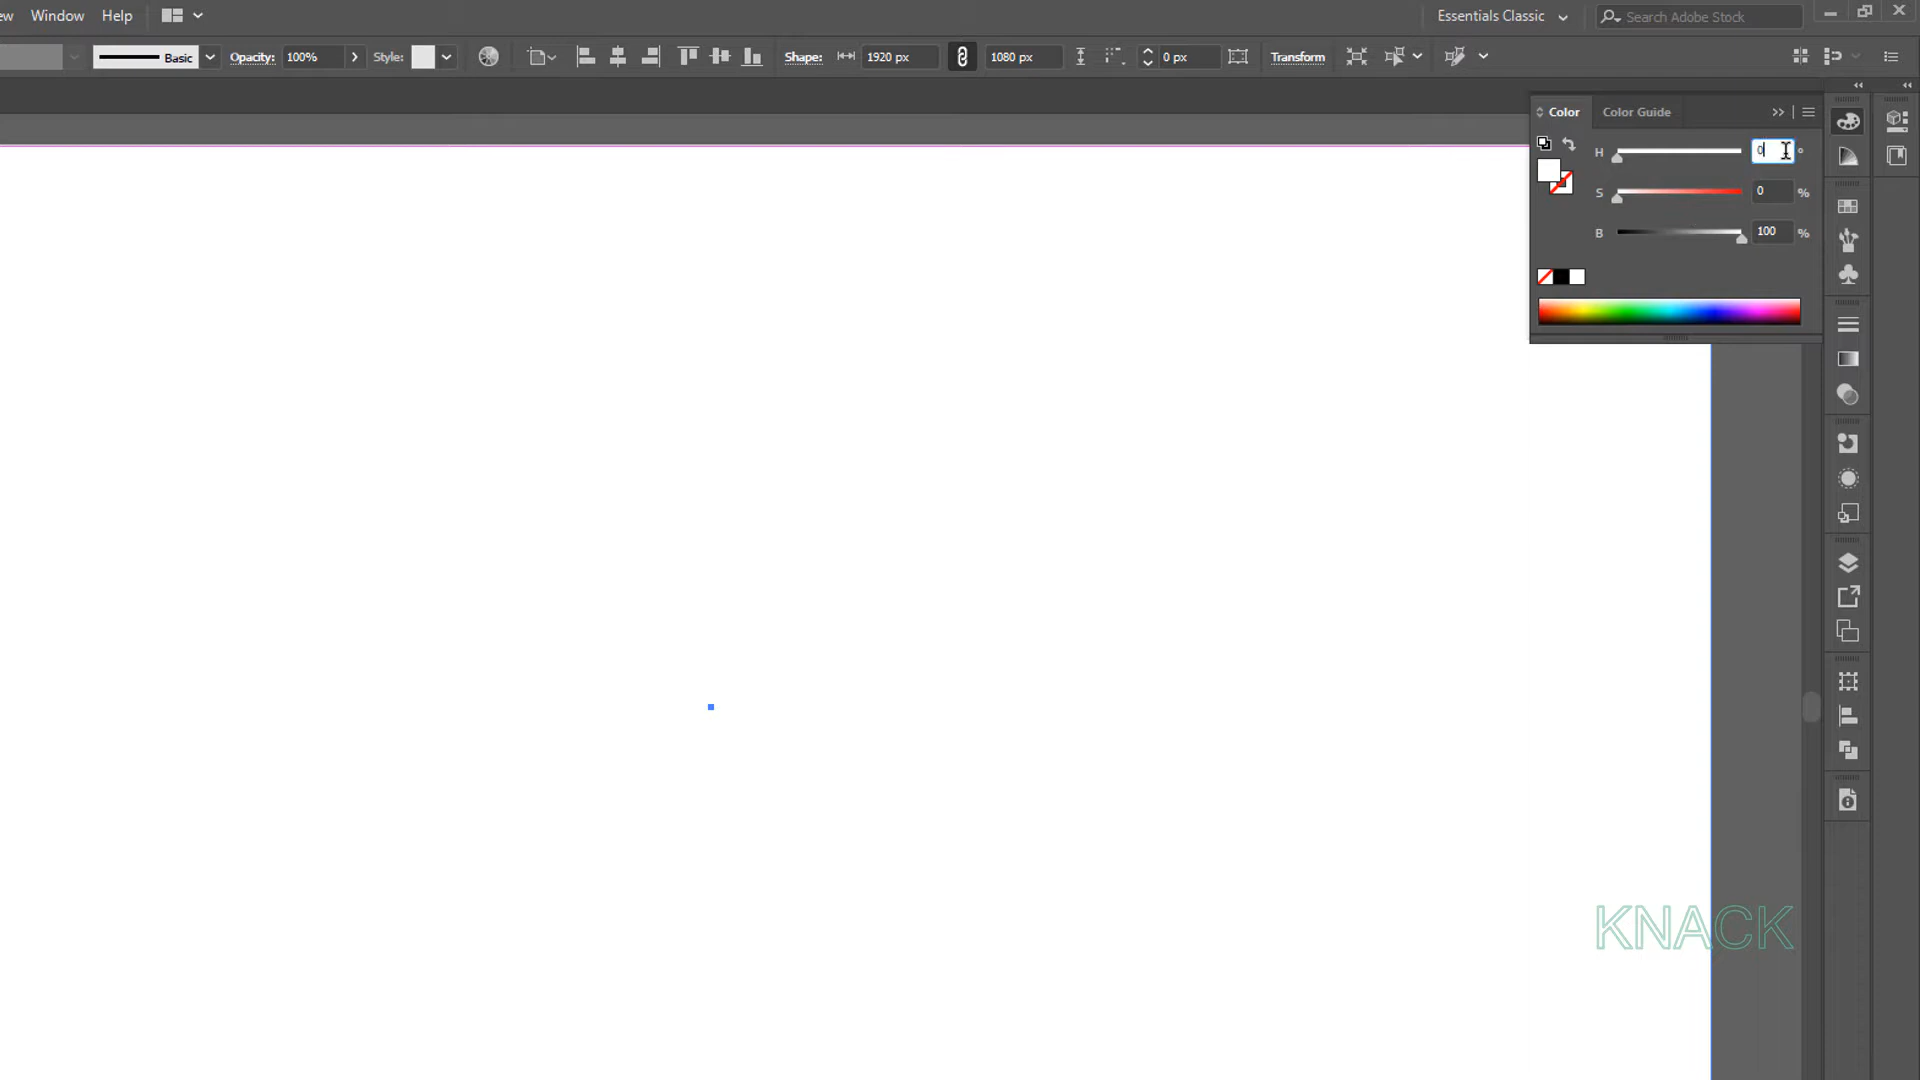 Window Help Essentials Classic Search Adobe Stock
Basic Opacity: 100% Style: Shape: 1920 px 1080 px 0 px Transform
Color Color Guide
H 0 °
S 0 %
B 100 %
KNACK